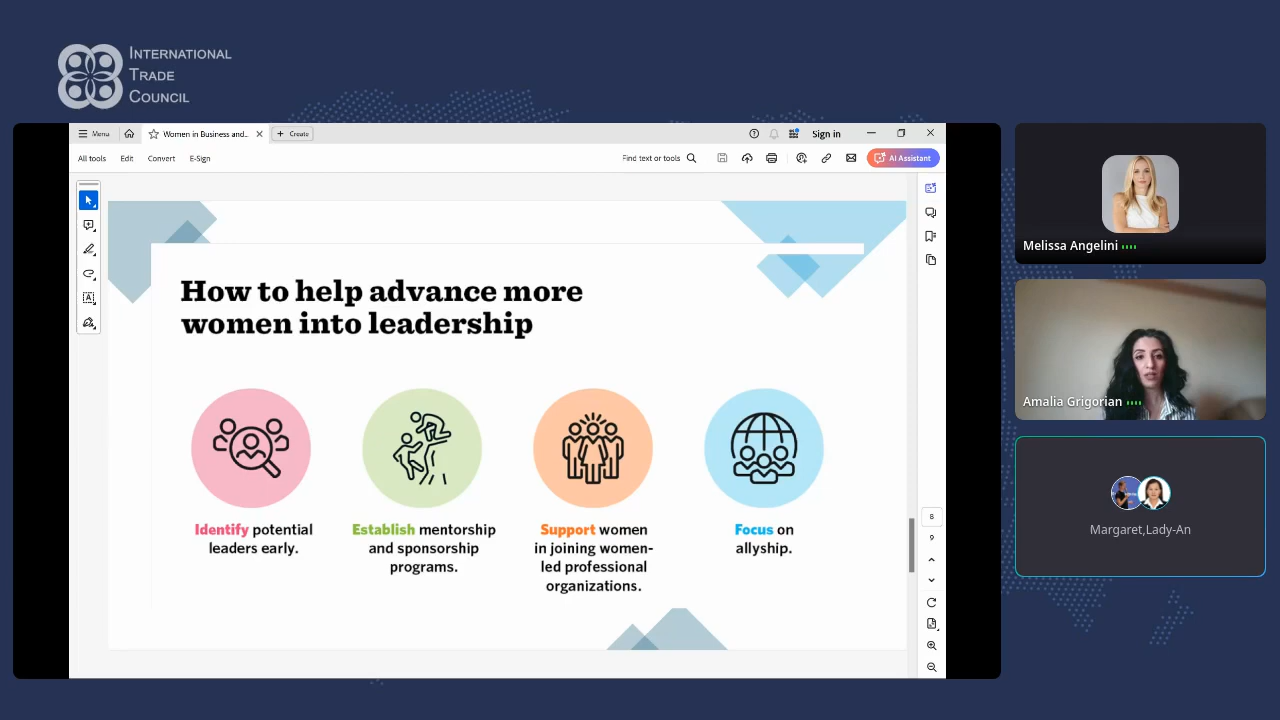 INTERNATIONAL
TRADE
COUNCIL
Menu
Women in Business and...
Create
Sign in
All tools
Edit
Convert
E-Sign
Find text or tools
AI Assistant
How to help advance more
women into leadership
Identify potential
leaders early.
Establish mentorship
and sponsorship
programs.
Support women
in joining women-
led professional
organizations.
Focus on
allyship.
8
9
Melissa Angelini
Amalia Grigorian
Margaret,Lady-An